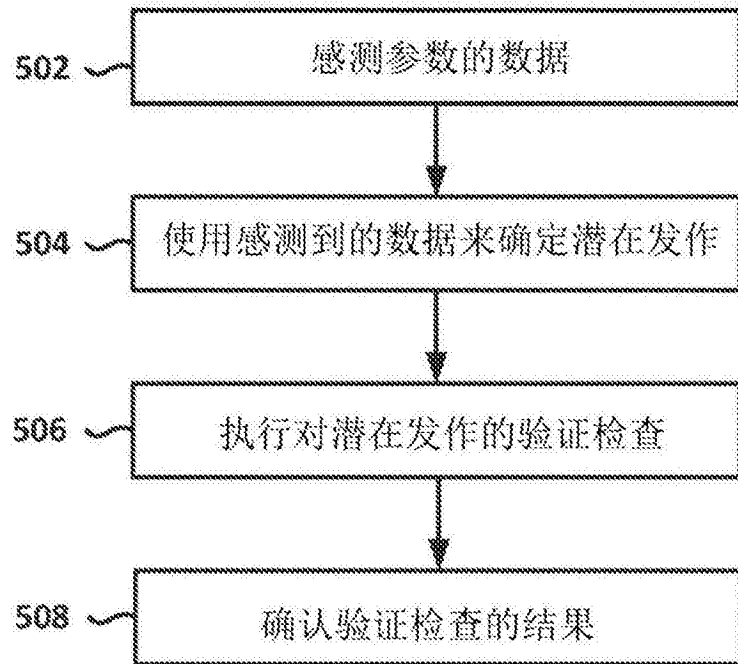 502 感测参数的数据
504 使用感测到的数据来确定潜在发作
506 执行对潜在发作的验证检查
508 确认验证检查的结果